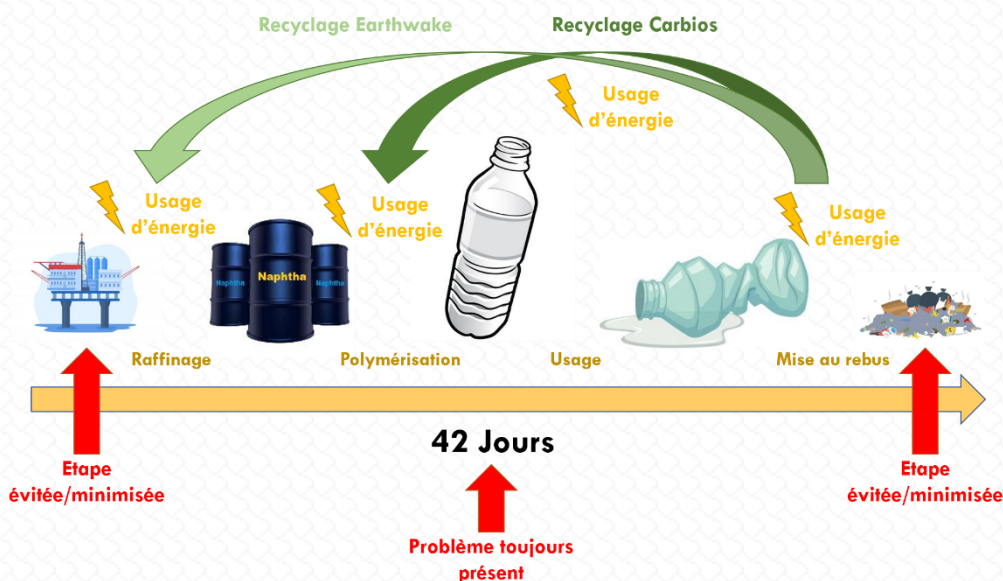 Recyclage Earthwake
Recyclage Carbios
Usage
d'énergie
Usage
d'énergie
Usage
d'énergie
Usage
d'énergie
Naphtha
Naphtha
Naphtha
Raffinage
Polymérisation
Usage
Mise au rebus
42 Jours
Etape
évitée/minimisée
Etape
évitée/minimisée
Problème toujours
présent